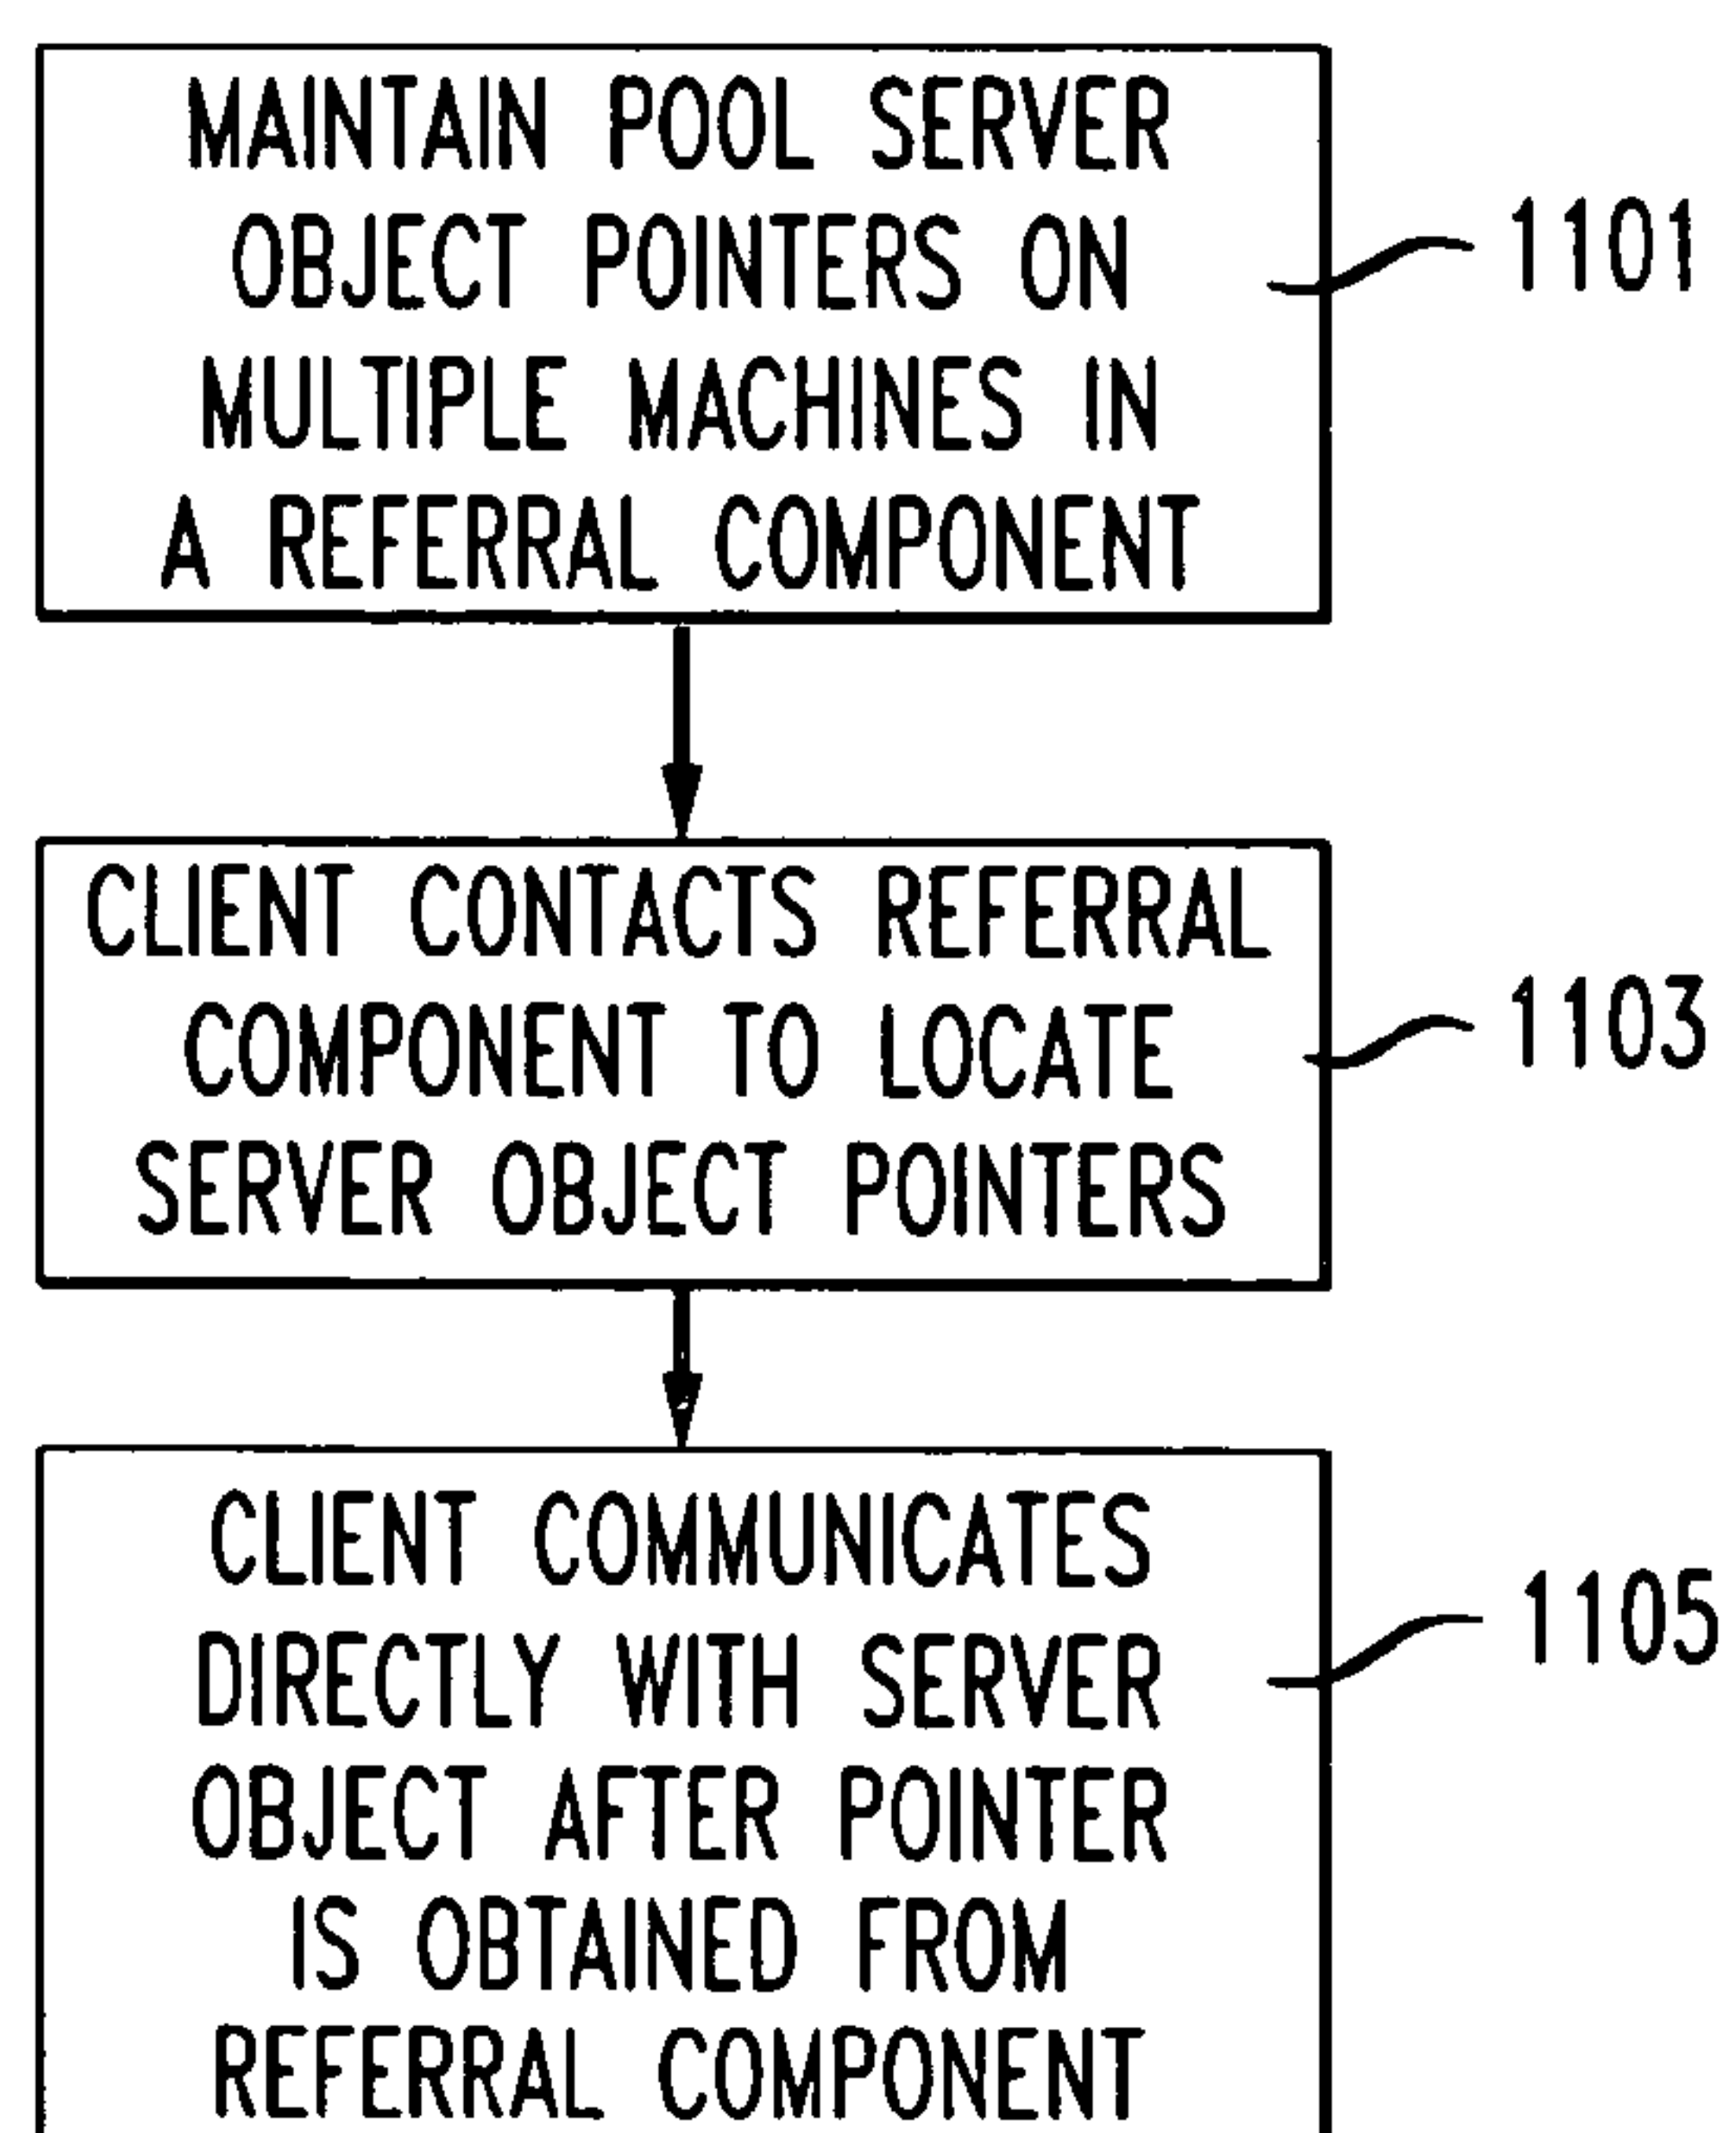 MAINTAIN POOL SERVER
OBJECT POINTERS ON
MULTIPLE MACHINES IN
A REFERRAL COMPONENT
1101
CLIENT CONTACTS REFERRAL
COMPONENT TO LOCATE
SERVER OBJECT POINTERS
1103
CLIENT COMMUNICATES
DIRECTLY WITH SERVER
OBJECT AFTER POINTER
IS OBTAINED FROM
REFERRAL COMPONENT
1105